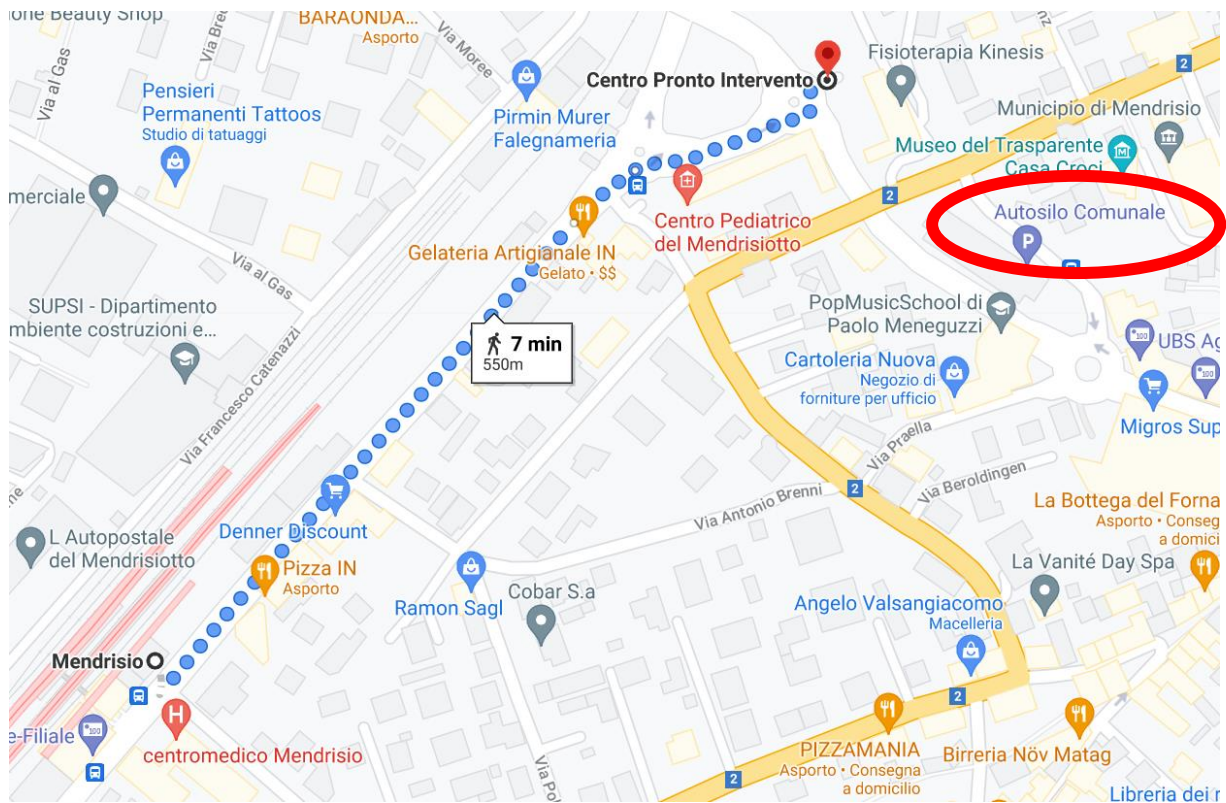 one Beauty Shop
Via al Gas
BARAONDA...
Asporto
Via Moree
Pensieri
Permanenti Tattoos
Studio di tatuaggi
Pirmin Murer
Falegnameria
Centro Pronto Intervento
Fisioterapia Kinesis
2
Municipio di Mendrisio
Museo del Trasparente
Casa Croci
M
2
Autosilo Comunale
P
merciale
Centro Pediatrico
del Mendrisiotto
Gelateria Artigianale IN
Gelato • $$
Via al Gas
SUPSI - Dipartimento
mbiente costruzioni e...
7 min
550m
PopMusicSchool di
Paolo Meneguzzi
UBS Ag
Cartoleria Nuova
Negozio di
forniture per ufficio
Migros Sup
Via Francesco Catenazzi
Via Praella
Via Beroldingen
2
Via Antonio Brenni
La Bottega del Forna
Asporto • Conseg
a domici
Denner Discount
L Autopostale
del Mendrisiotto
Pizza IN
Asporto
Ramon Sagl
Cobar S.a
La Vanité Day Spa
Angelo Valsangiacomo
Macelleria
Mendrisio
2
H
centromedico Mendrisio
e-Filiale
PIZZAMANIA
Asporto • Consegna
a domicilio
Birreria Növ Matag
2
Via Pol
Libreria dei r